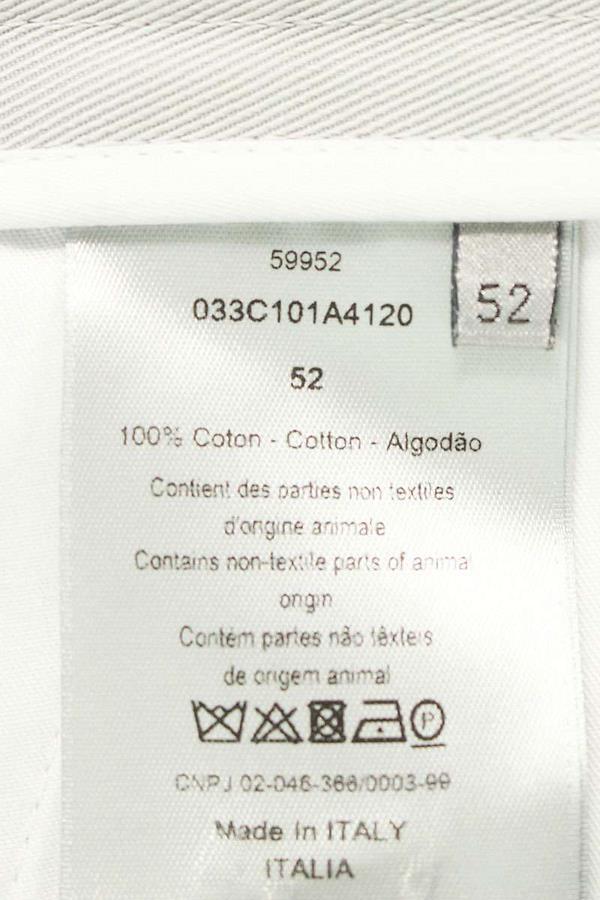 59952
52
033C101A4120
52
100% Coton - Cotton - Algodão
Contient des parties non textiles
d'origine animale
Contains non-textile parts of animal
origin
Contém partes não têxteis
de origem animal
P
CNPJ 02-046-366/0003-99
Made In ITALY
ITALIA